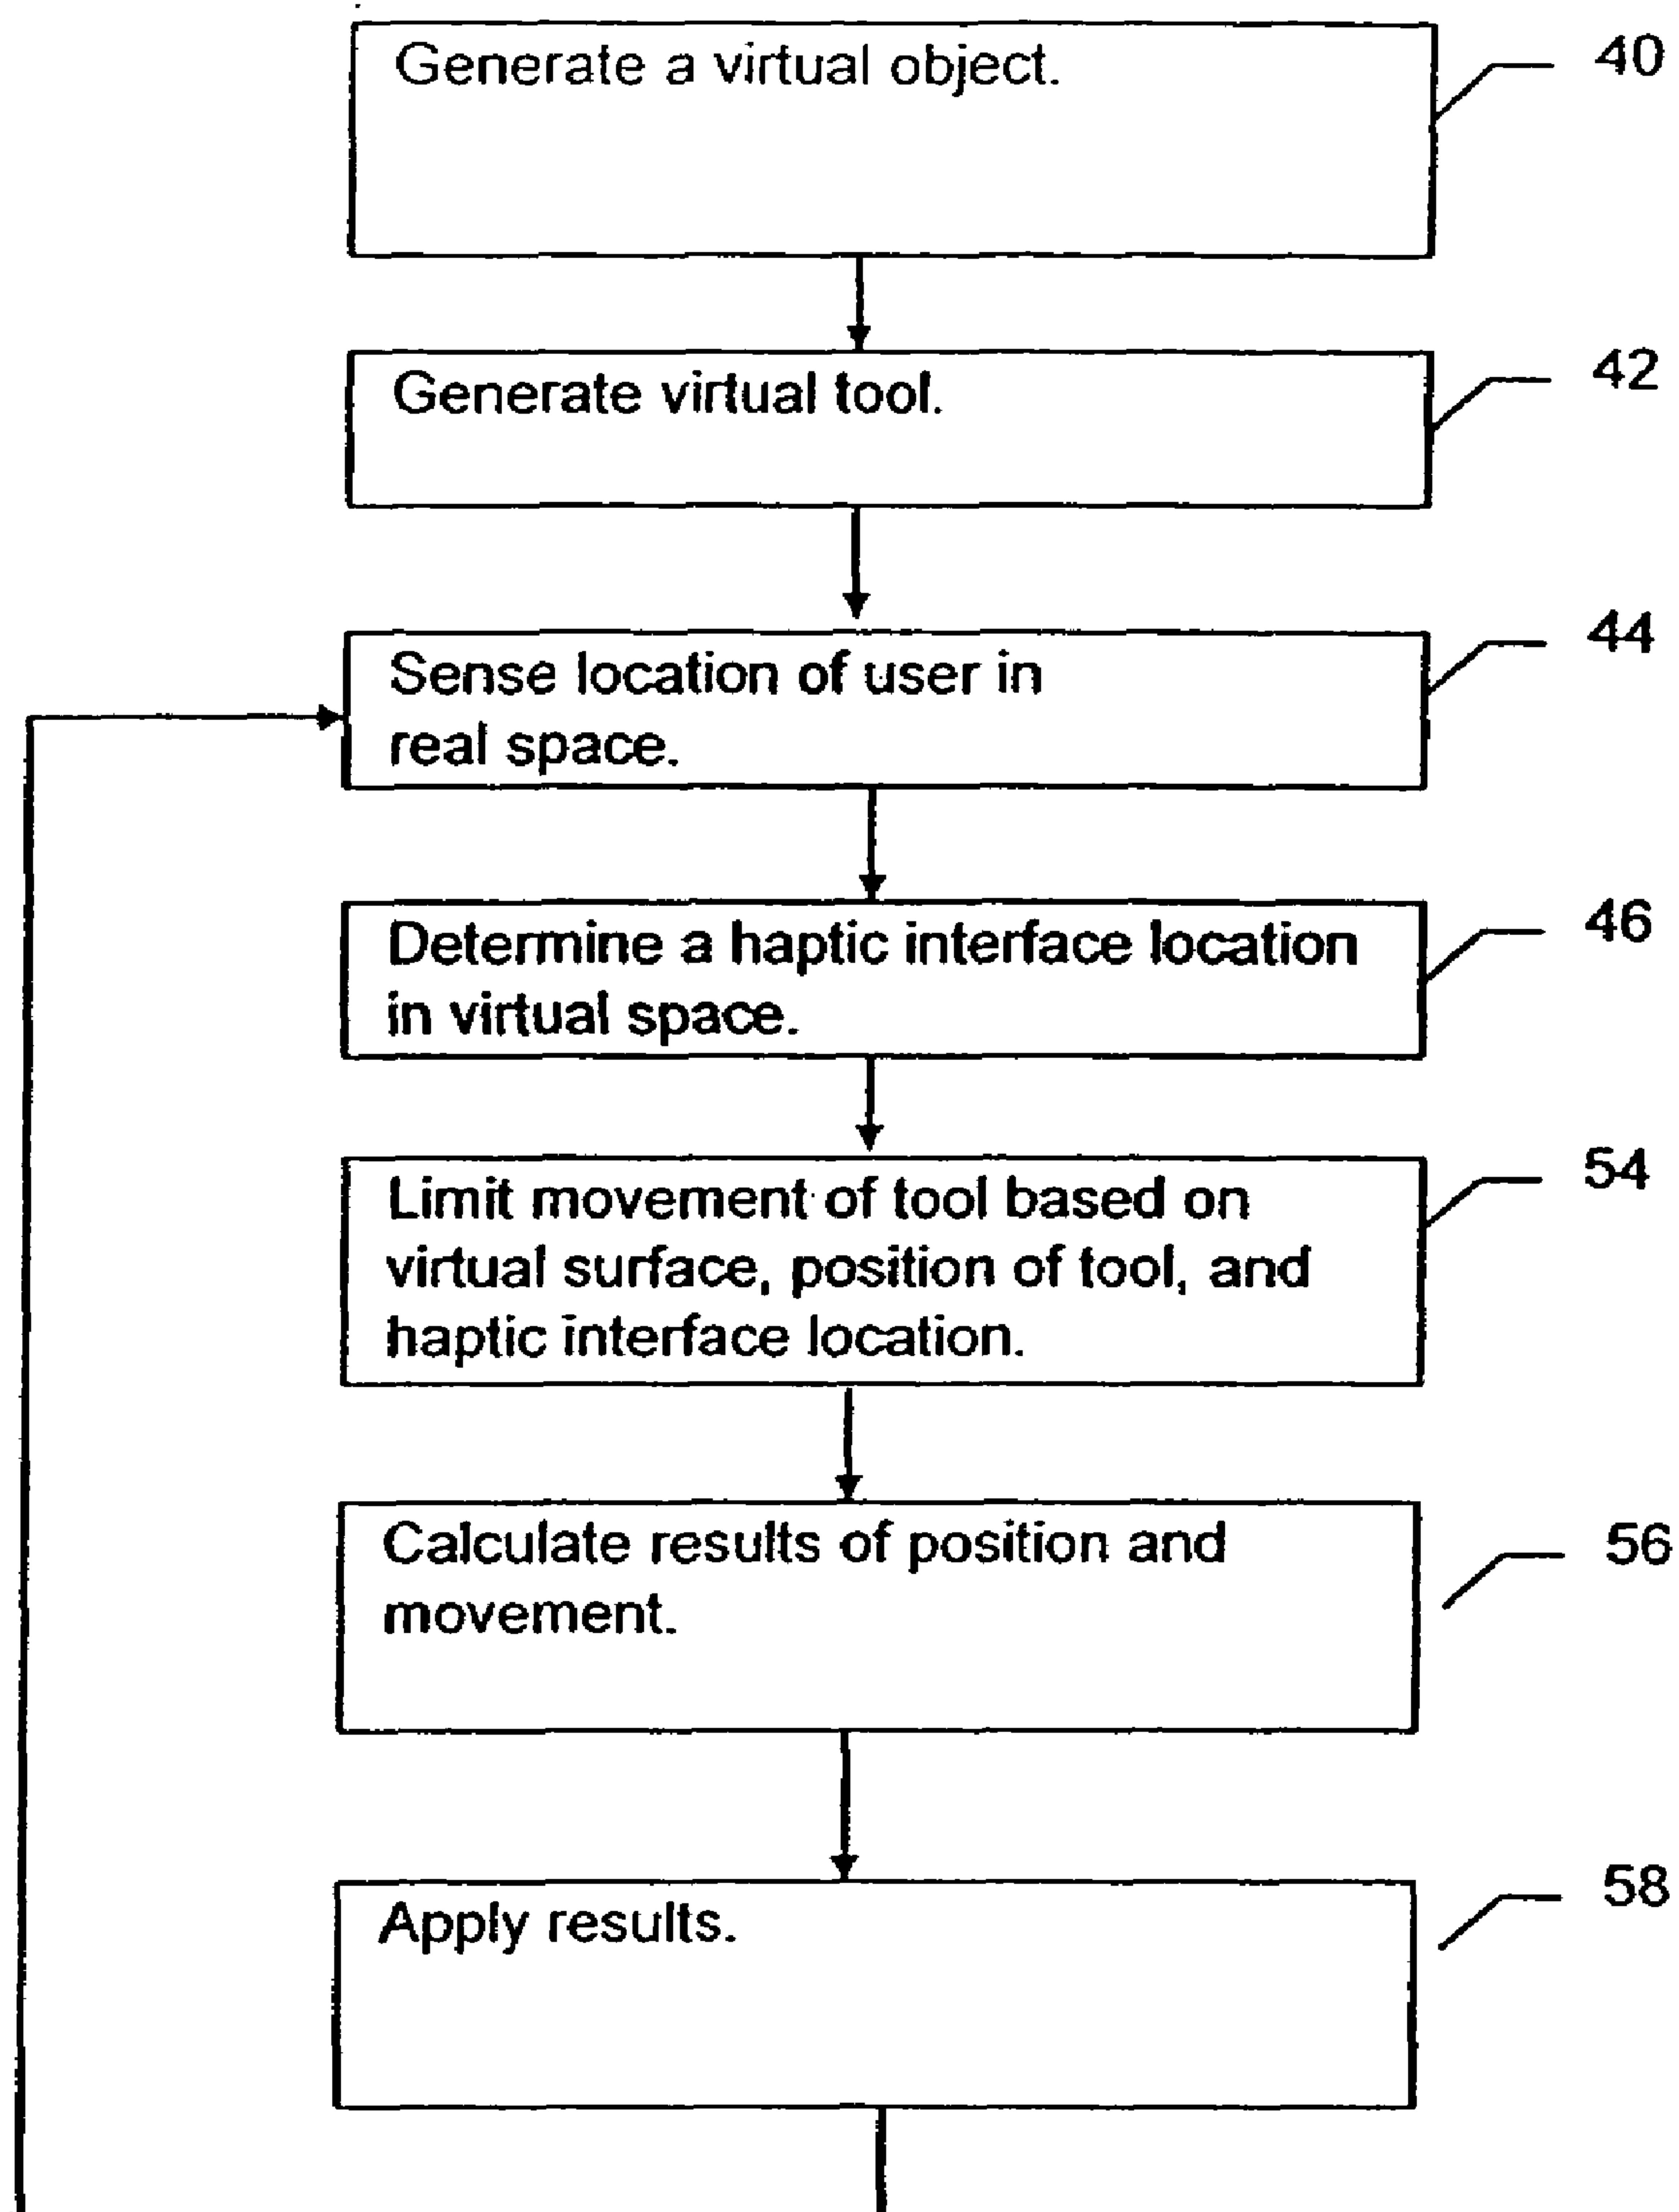 Generate a virtual object.
40
Generate virtual tool.
42
Sense location of user in
real space.
44
Determine a haptic interface location
in virtual space.
46
Limit movement of tool based on
virtual surface, position of tool, and
haptic interface location.
54
Calculate results of position and
movement.
56
Apply results.
58